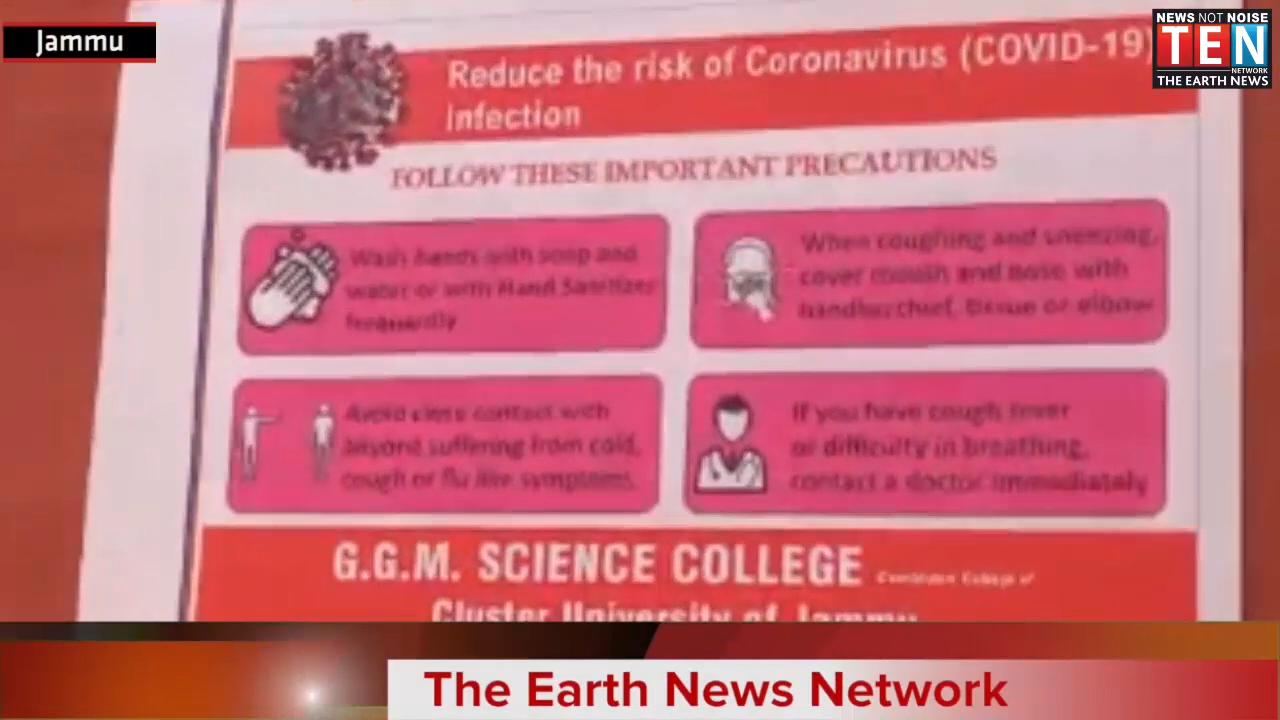 Jammu
NEWS NOT NOISE
TEN
NETWORK
THE EARTH NEWS
Reduce the risk of Coronavirus (COVID-19)
infection
FOLLOW THESE IMPORTANT PRECAUTIONS
Wash hands with soap and
water or with Hand Sanitizer
frequently
When coughing and sneezing,
cover mouth and nose with
handkerchief, tissue or elbow
Avoid close contact with
anyone suffering from cold,
cough or flu like symptoms
If you have cough fever
or difficulty in breathing,
contact a doctor immediately
G.G.M. SCIENCE COLLEGE College of
Cluster University of Jammu
The Earth News Network